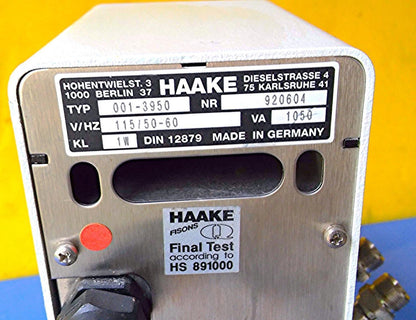 HOHENTWIELST. 3 HAAKE DIESELSTRASSE 4
1000 BERLIN 37 75 KARLSRUHE 41
TYP 001-3950 NR 920604
V/HZ 115/50-60 VA 1050
KL 1W DIN 12879 MADE IN GERMANY
HAAKE
FISONS
Final Test
according to
HS 891000